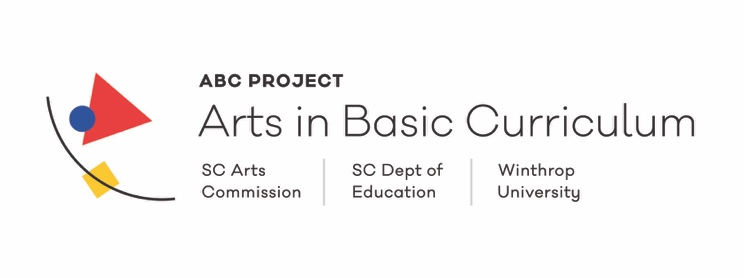 ABC PROJECT
Arts in Basic Curriculum
SC Arts
Commission
SC Dept of
Education
Winthrop
University